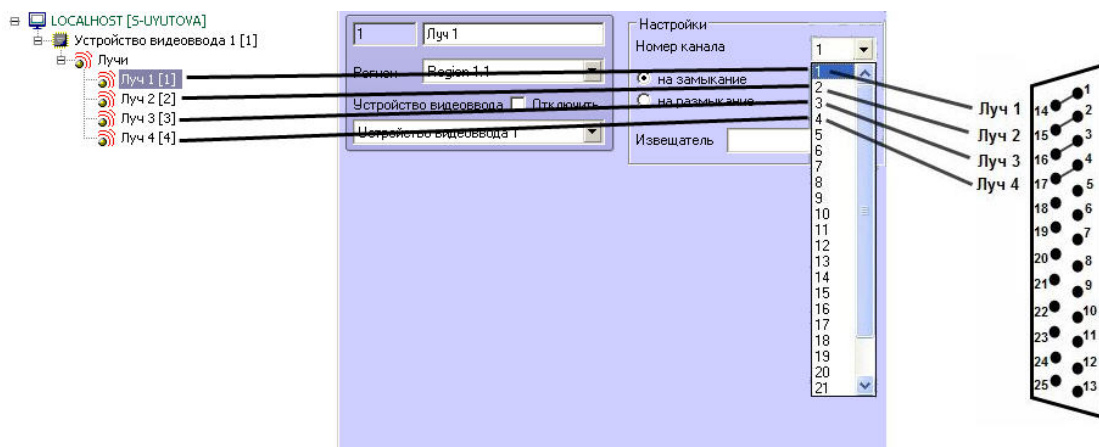 LOCALHOST [S-UYUTOVA]
Устройство видеоввода 1 [1]
Лучи
Луч 1 [1]
Луч 2 [2]
Луч 3 [3]
Луч 4 [4]
1
Луч 1
Регион
Region 1.1
Устройство видеоввода
Отключить
Устройство видеоввода 1
Настройки
Номер канала
1
на замыкание
на размыкание
Извещатель
1
2
3
4
5
6
7
8
9
10
11
12
13
14
15
16
17
18
19
20
21
Луч 1
Луч 2
Луч 3
Луч 4
1
14
2
15
3
16
4
17
5
18
6
19
7
20
8
21
9
22
10
23
11
24
12
25
13